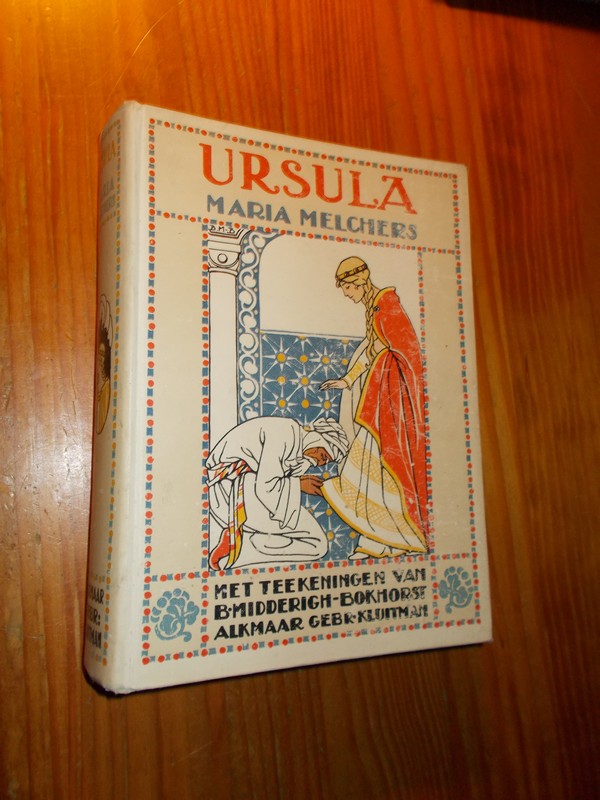 URSULA
MARIA MELCHERS
B·M·B
MET TEEKENINGEN VAN
B·MIDDERIGH-BOKHORST
ALKMAAR GEBR·KLUITMAN